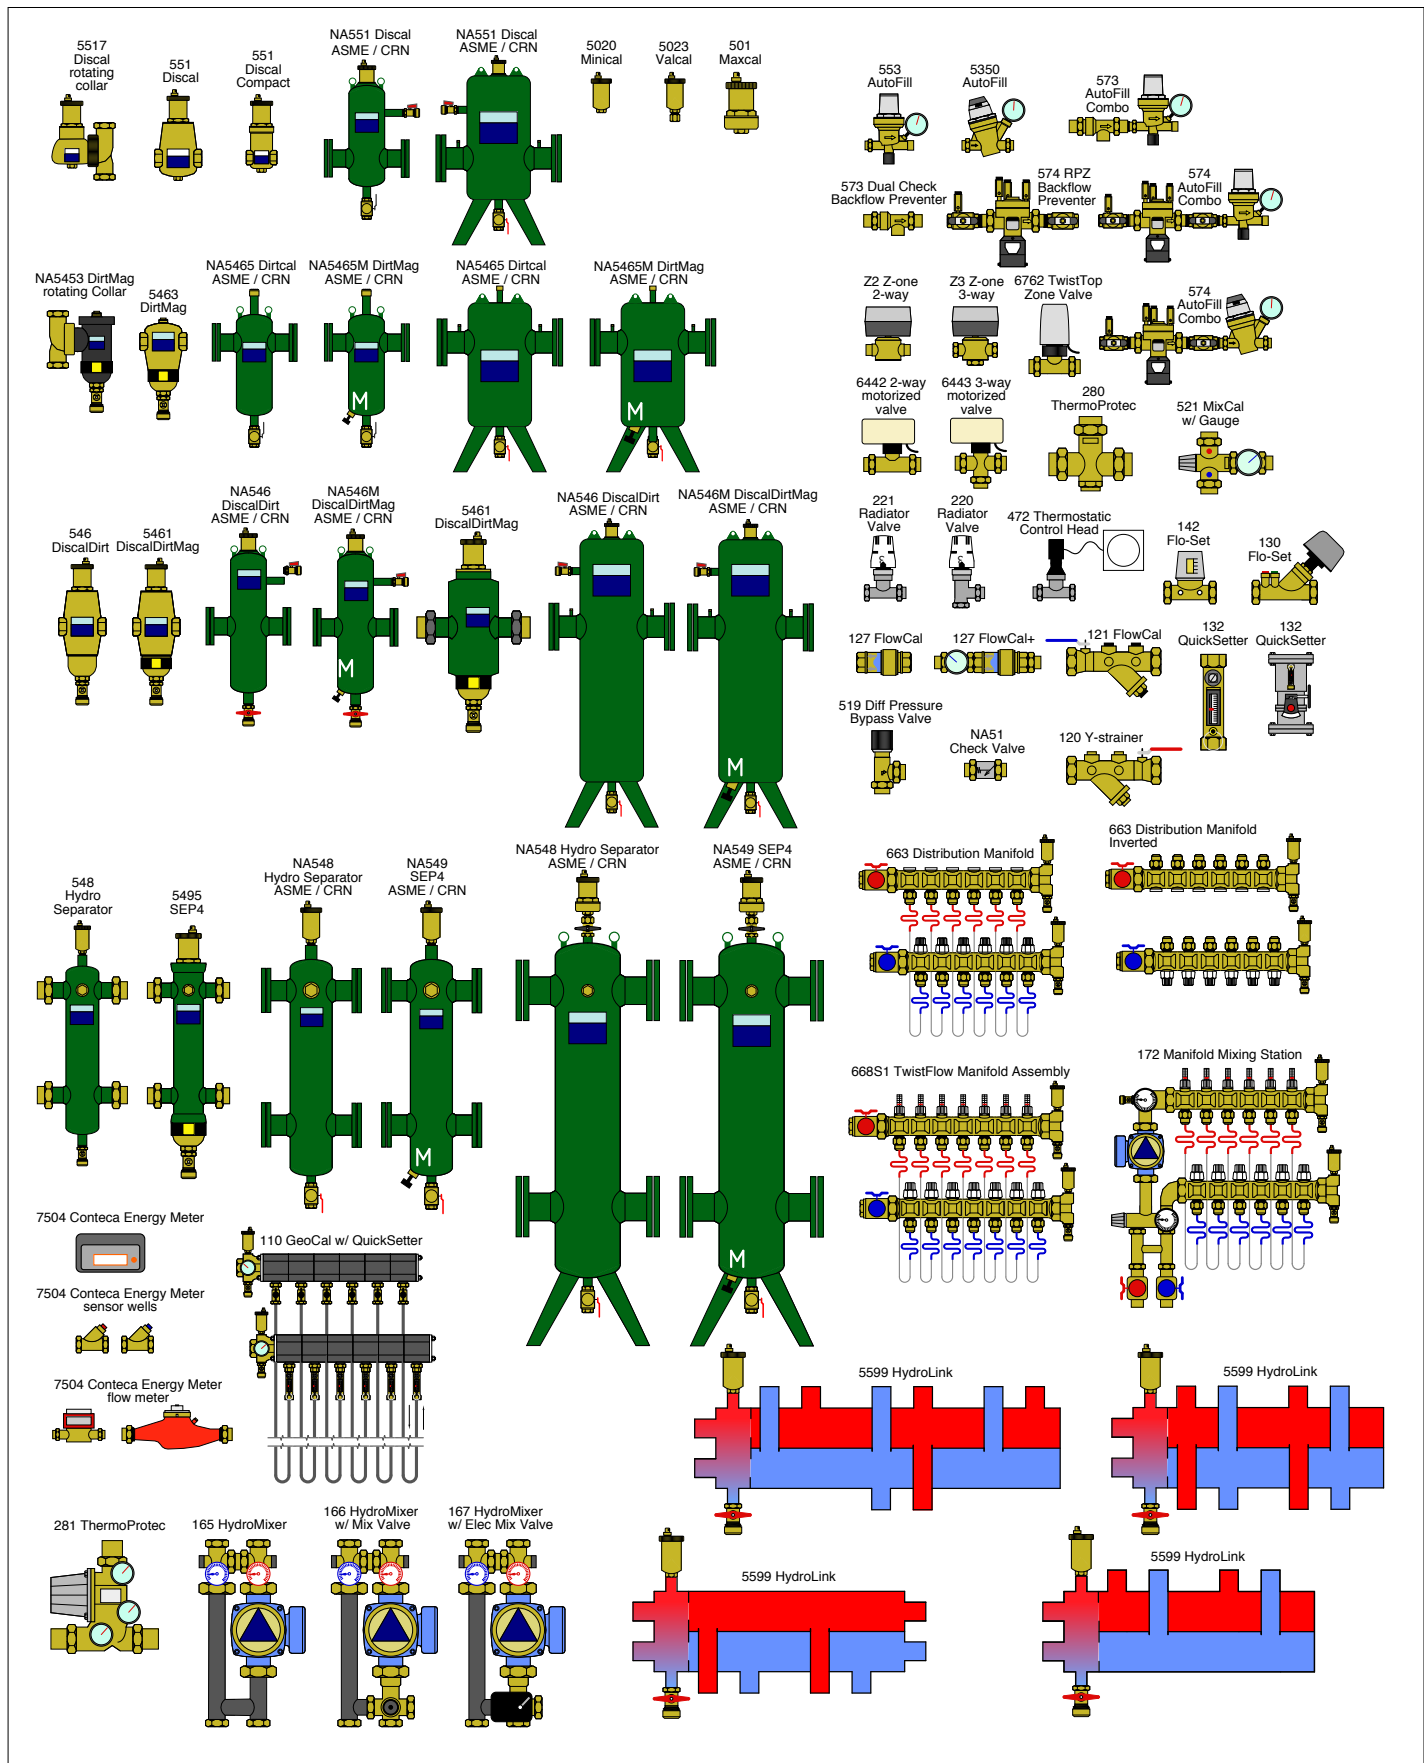 5517
Discal
rotating
collar
551
Discal
551
Discal
Compact
NA551 Discal
ASME / CRN
NA551 Discal
ASME / CRN
5020
Minical
5023
Valcal
501
Maxcal
553
AutoFill
5350
AutoFill
573
AutoFill
Combo
573 Dual Check
Backflow Preventer
574 RPZ
Backflow
Preventer
574
AutoFill
Combo
NA5453 DirtMag
rotating Collar
5463
DirtMag
NA5465 Dirtcal
ASME / CRN
NA5465M DirtMag
ASME / CRN
M
NA5465 Dirtcal
ASME / CRN
NA5465M DirtMag
ASME / CRN
M
Z2 Z-one
2-way
Z3 Z-one
3-way
6762 TwistTop
Zone Valve
574
AutoFill
Combo
6442 2-way
motorized
valve
6443 3-way
motorized
valve
280
ThermoProtec
521 MixCal
w/ Gauge
546
DiscalDirt
5461
DiscalDirtMag
NA546
DiscalDirt
ASME / CRN
NA546M
DiscalDirtMag
ASME / CRN
M
5461
DiscalDirtMag
NA546 DiscalDirt
ASME / CRN
NA546M DiscalDirtMag
ASME / CRN
M
221
Radiator
Valve
220
Radiator
Valve
472 Thermostatic
Control Head
142
Flo-Set
130
Flo-Set
127 FlowCal
127 FlowCal+
121 FlowCal
132
QuickSetter
132
QuickSetter
519 Diff Pressure
Bypass Valve
NA51
Check Valve
120 Y-strainer
548
Hydro
Separator
5495
SEP4
NA548
Hydro Separator
ASME / CRN
NA549
SEP4
ASME / CRN
M
NA548 Hydro Separator
ASME / CRN
NA549 SEP4
ASME / CRN
M
663 Distribution Manifold
663 Distribution Manifold
Inverted
668S1 TwistFlow Manifold Assembly
172 Manifold Mixing Station
7504 Conteca Energy Meter
7504 Conteca Energy Meter
sensor wells
7504 Conteca Energy Meter
flow meter
110 GeoCal w/ QuickSetter
5599 HydroLink
5599 HydroLink
281 ThermoProtec
165 HydroMixer
166 HydroMixer
w/ Mix Valve
167 HydroMixer
w/ Elec Mix Valve
5599 HydroLink
5599 HydroLink